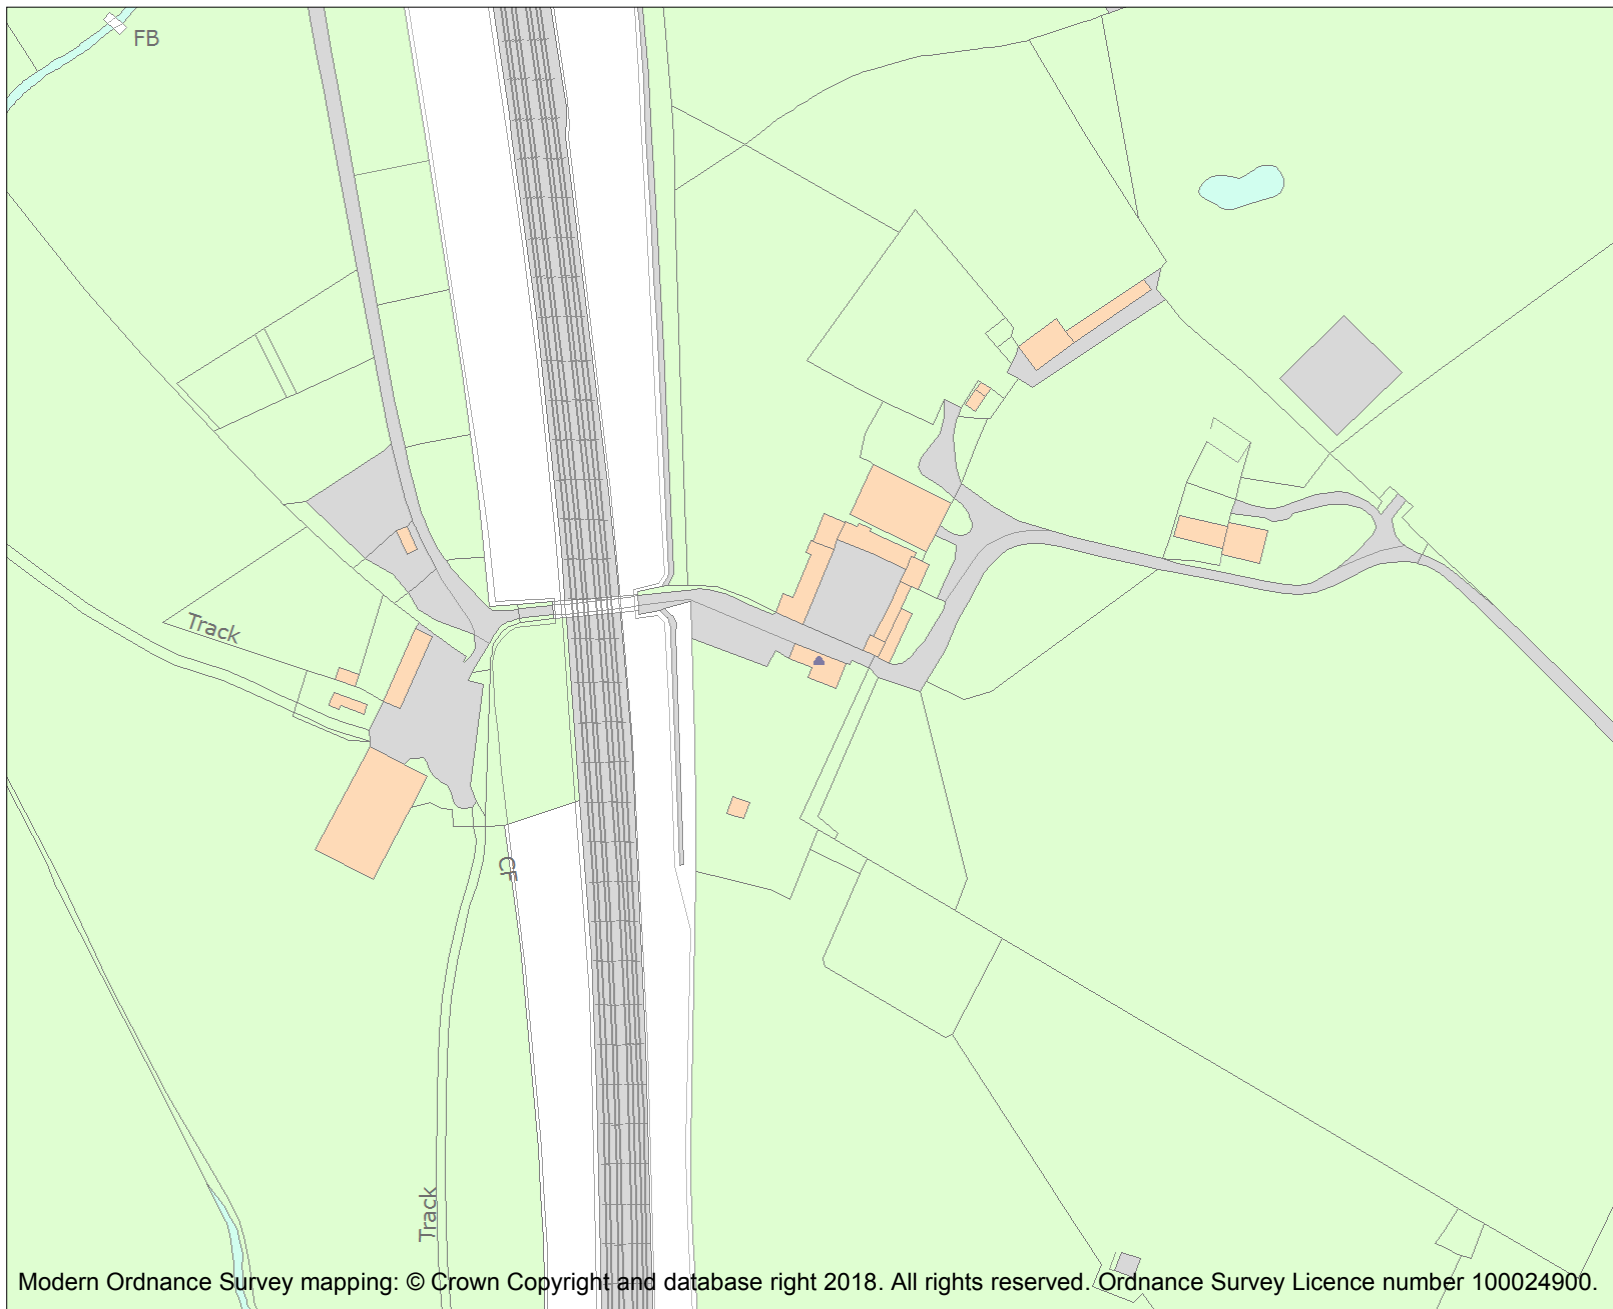 FB
Track
CF
Track
Modern Ordnance Survey mapping: © Crown Copyright and database right 2018. All rights reserved. Ordnance Survey Licence number 100024900.